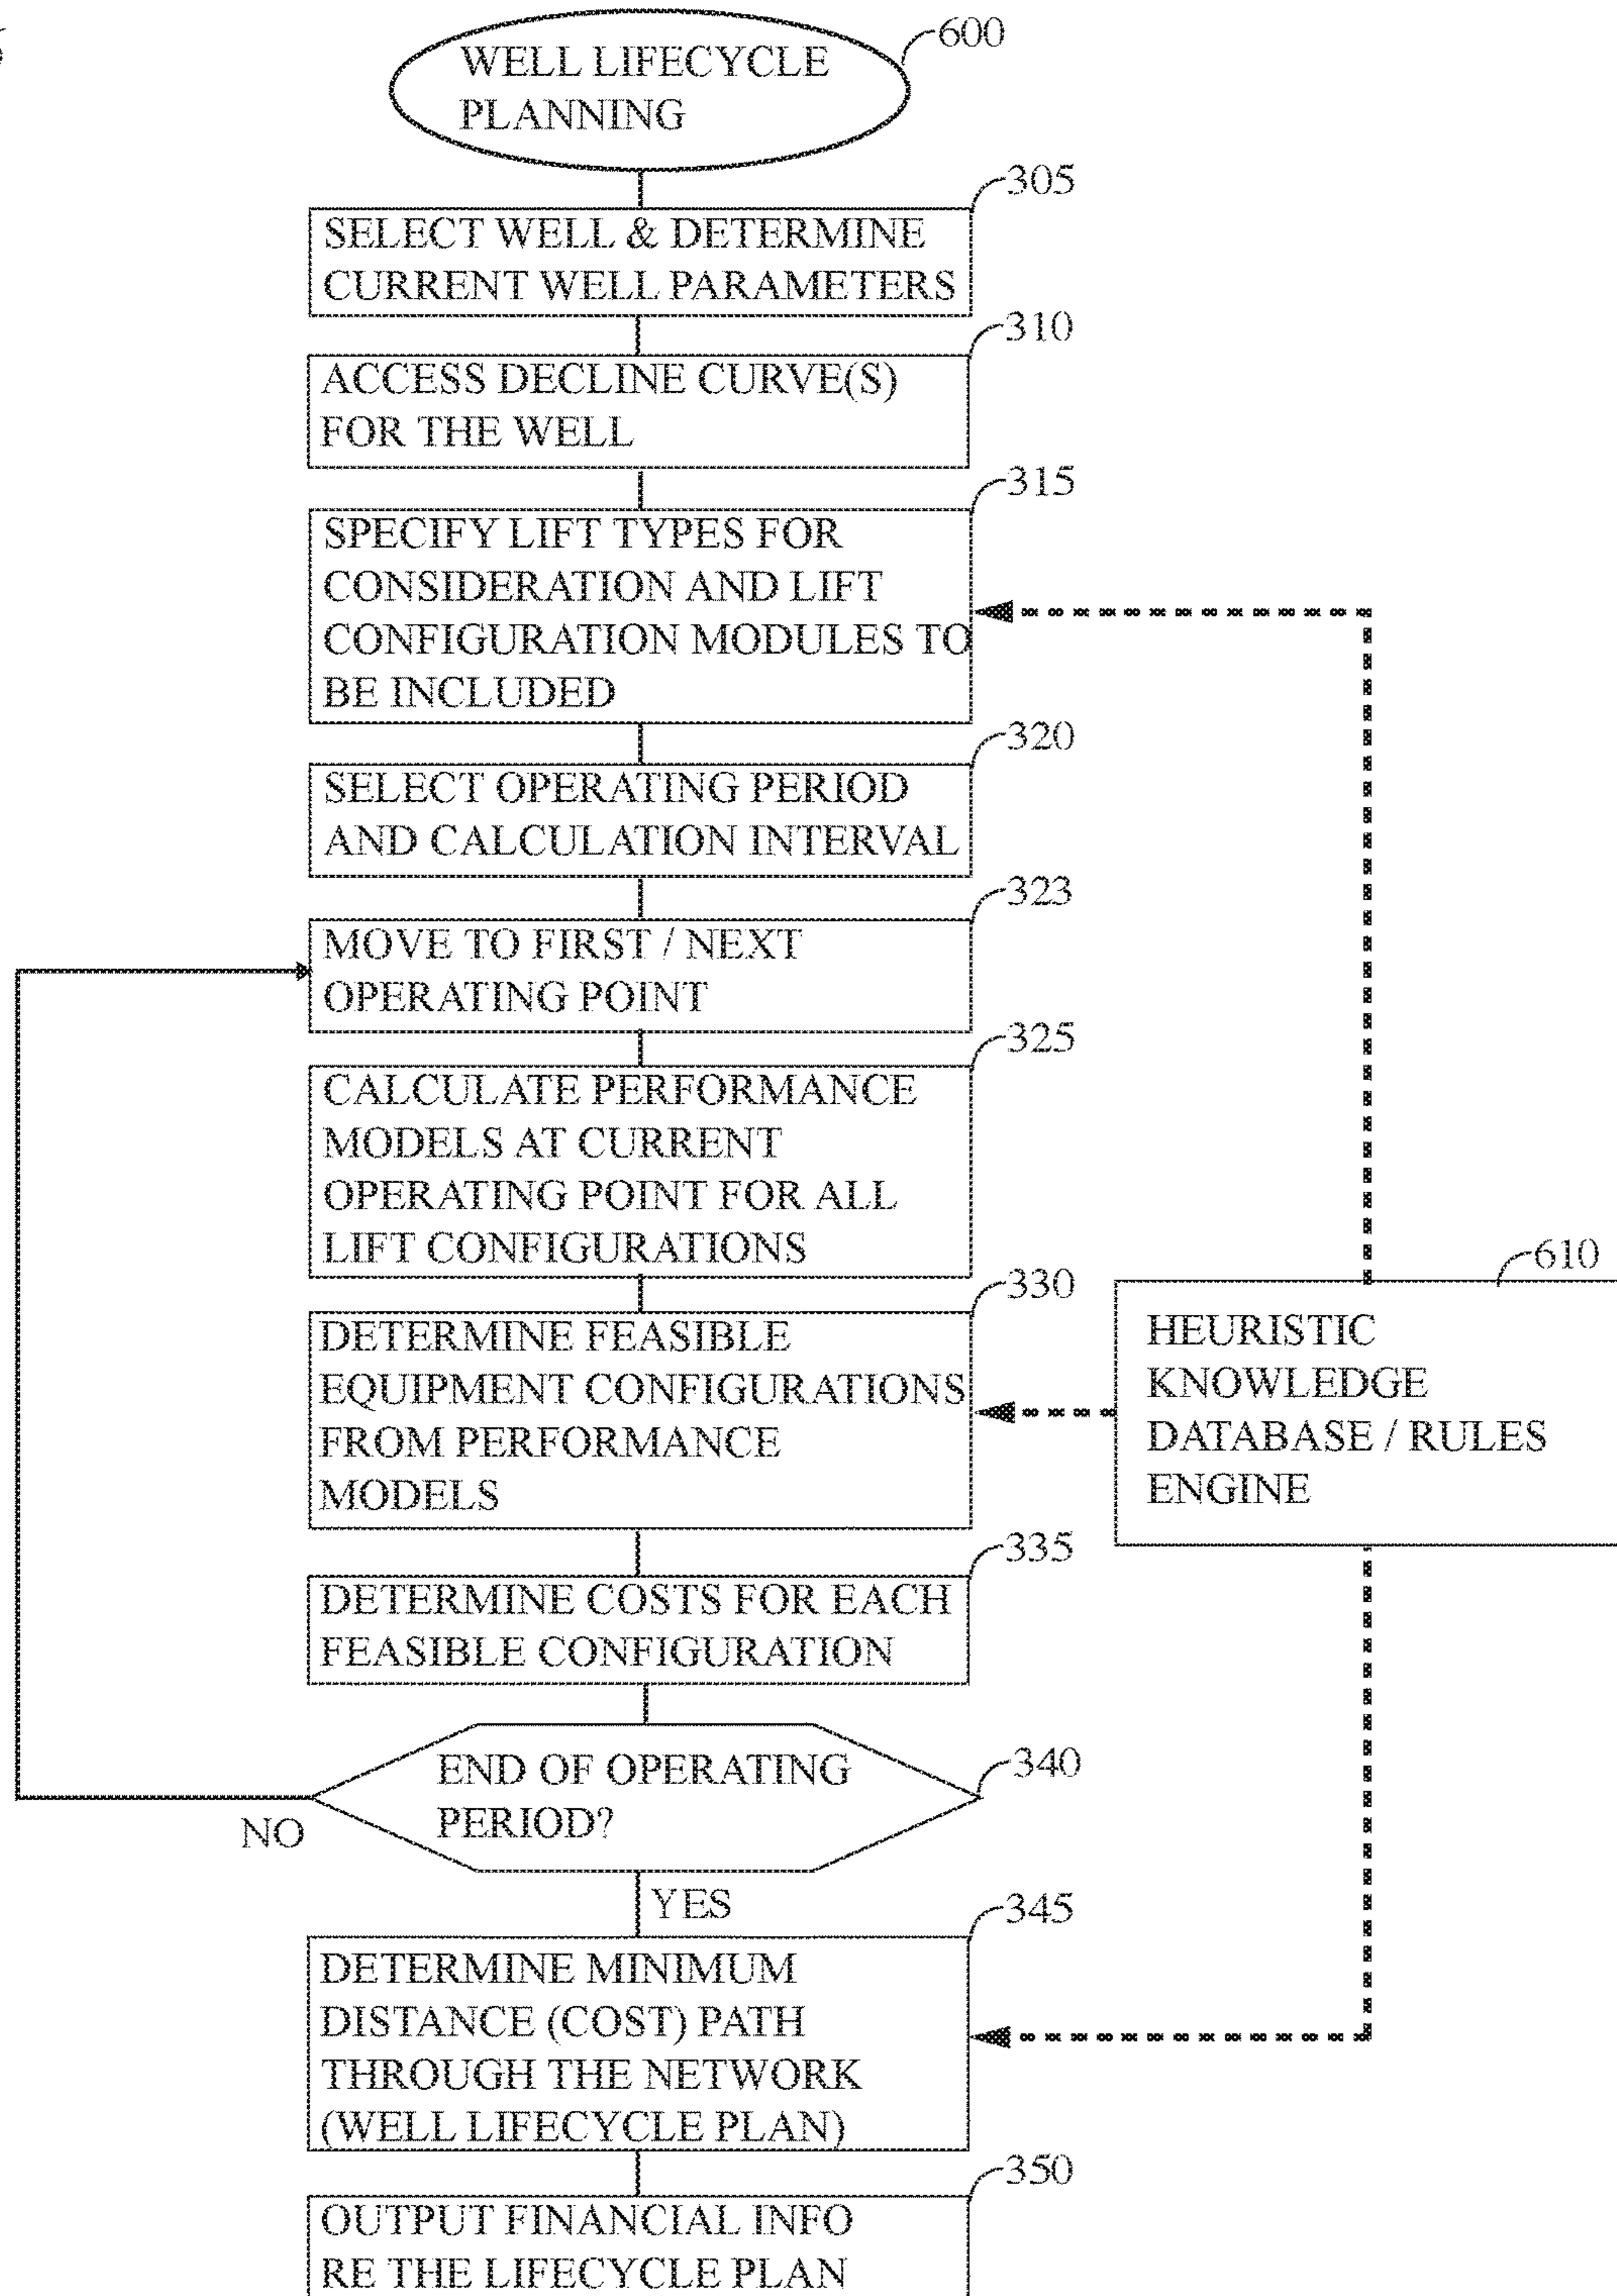 600
WELL LIFECYCLE
PLANNING
305
SELECT WELL & DETERMINE
CURRENT WELL PARAMETERS
310
ACCESS DECLINE CURVE(S)
FOR THE WELL
315
SPECIFY LIFT TYPES FOR
CONSIDERATION AND LIFT
CONFIGURATION MODULES TO
BE INCLUDED
320
SELECT OPERATING PERIOD
AND CALCULATION INTERVAL
323
MOVE TO FIRST / NEXT
OPERATING POINT
325
CALCULATE PERFORMANCE
MODELS AT CURRENT
OPERATING POINT FOR ALL
LIFT CONFIGURATIONS
330
DETERMINE FEASIBLE
EQUIPMENT CONFIGURATIONS
FROM PERFORMANCE
MODELS
610
HEURISTIC
KNOWLEDGE
DATABASE / RULES
ENGINE
335
DETERMINE COSTS FOR EACH
FEASIBLE CONFIGURATION
340
END OF OPERATING
PERIOD?
NO
YES
345
DETERMINE MINIMUM
DISTANCE (COST) PATH
THROUGH THE NETWORK
(WELL LIFECYCLE PLAN)
350
OUTPUT FINANCIAL INFO
RE THE LIFECYCLE PLAN